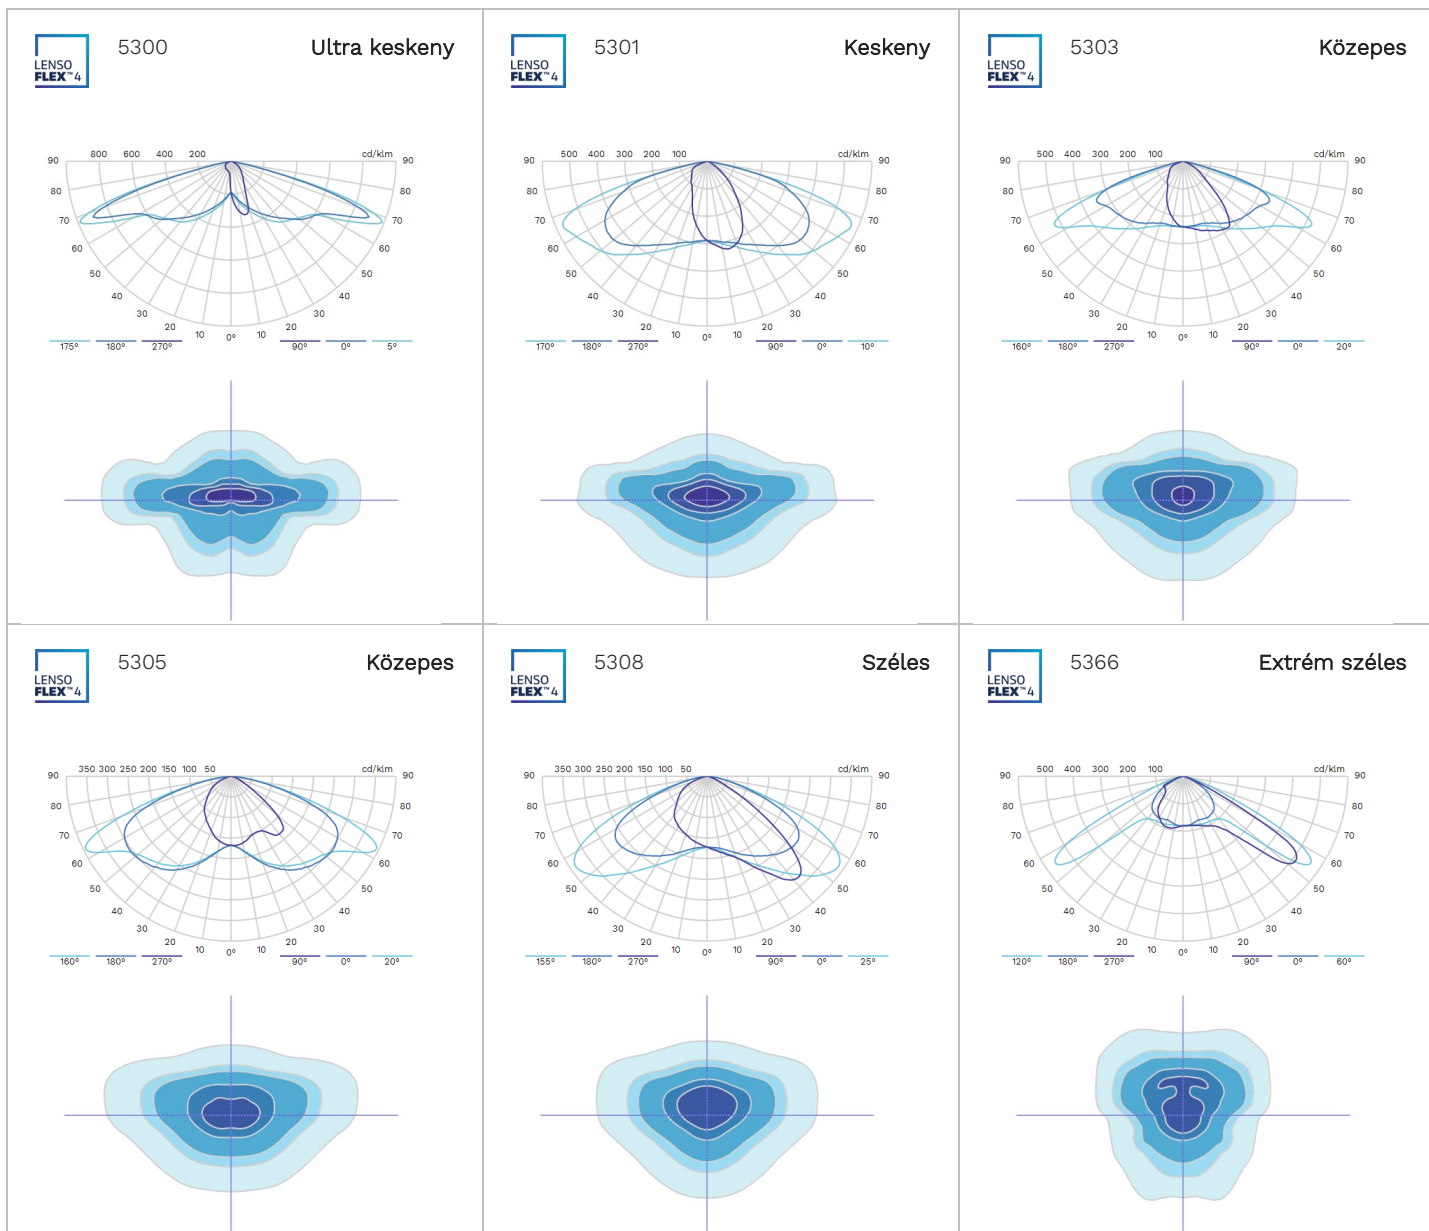 5300 Ultra keskeny
LENSO
FLEX™4
90 800 600 400 200 cd/klm 90
80 80
70 70
60 60
50 50
40 40
30 30
20 10 0° 10 20
175° 180° 270° 90° 0° 5°
5301 Keskeny
LENSO
FLEX™4
90 500 400 300 200 100 cd/klm 90
80 80
70 70
60 60
50 50
40 40
30 30
20 10 0° 10 20
170° 180° 270° 90° 0° 10°
5303 Közepes
LENSO
FLEX™4
90 500 400 300 200 100 cd/klm 90
80 80
70 70
60 60
50 50
40 40
30 30
20 10 0° 10 20
160° 180° 270° 90° 0° 20°
5305 Közepes
LENSO
FLEX™4
90 350 300 250 200 150 100 50 cd/klm 90
80 80
70 70
60 60
50 50
40 40
30 30
20 10 0° 10 20
160° 180° 270° 90° 0° 20°
5308 Széles
LENSO
FLEX™4
90 350 300 250 200 150 100 50 cd/klm 90
80 80
70 70
60 60
50 50
40 40
30 30
20 10 0° 10 20
155° 180° 270° 90° 0° 25°
5366 Extrém széles
LENSO
FLEX™4
90 500 400 300 200 100 cd/klm 90
80 80
70 70
60 60
50 50
40 40
30 30
20 10 0° 10 20
120° 180° 270° 90° 0° 60°